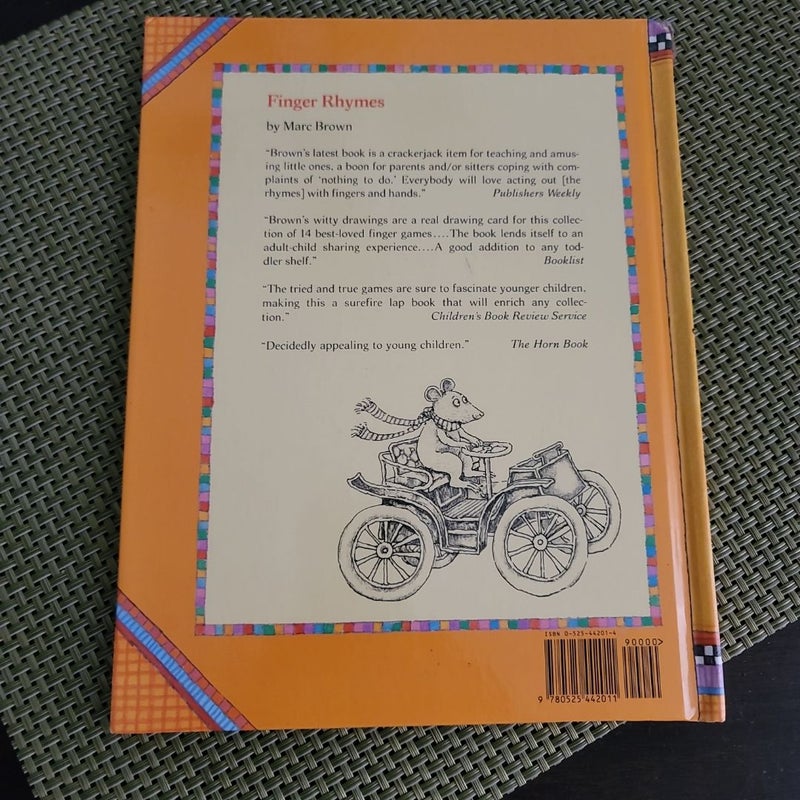 Finger Rhymes
by Marc Brown
"Brown's latest book is a crackerjack item for teaching and amus-
ing little ones, a boon for parents and/or sitters coping with com-
plaints of 'nothing to do.' Everybody will love acting out [the
rhymes] with fingers and hands." Publishers Weekly
"Brown's witty drawings are a real drawing card for this collec-
tion of 14 best-loved finger games....The book lends itself to an
adult-child sharing experience....A good addition to any tod-
dler shelf." Booklist
"The tried and true games are sure to fascinate younger children,
making this a surefire lap book that will enrich any collec-
tion." Children's Book Review Service
"Decidedly appealing to young children." The Horn Book
ISBN 0-525-44201-4
90000>
9 780525 442011